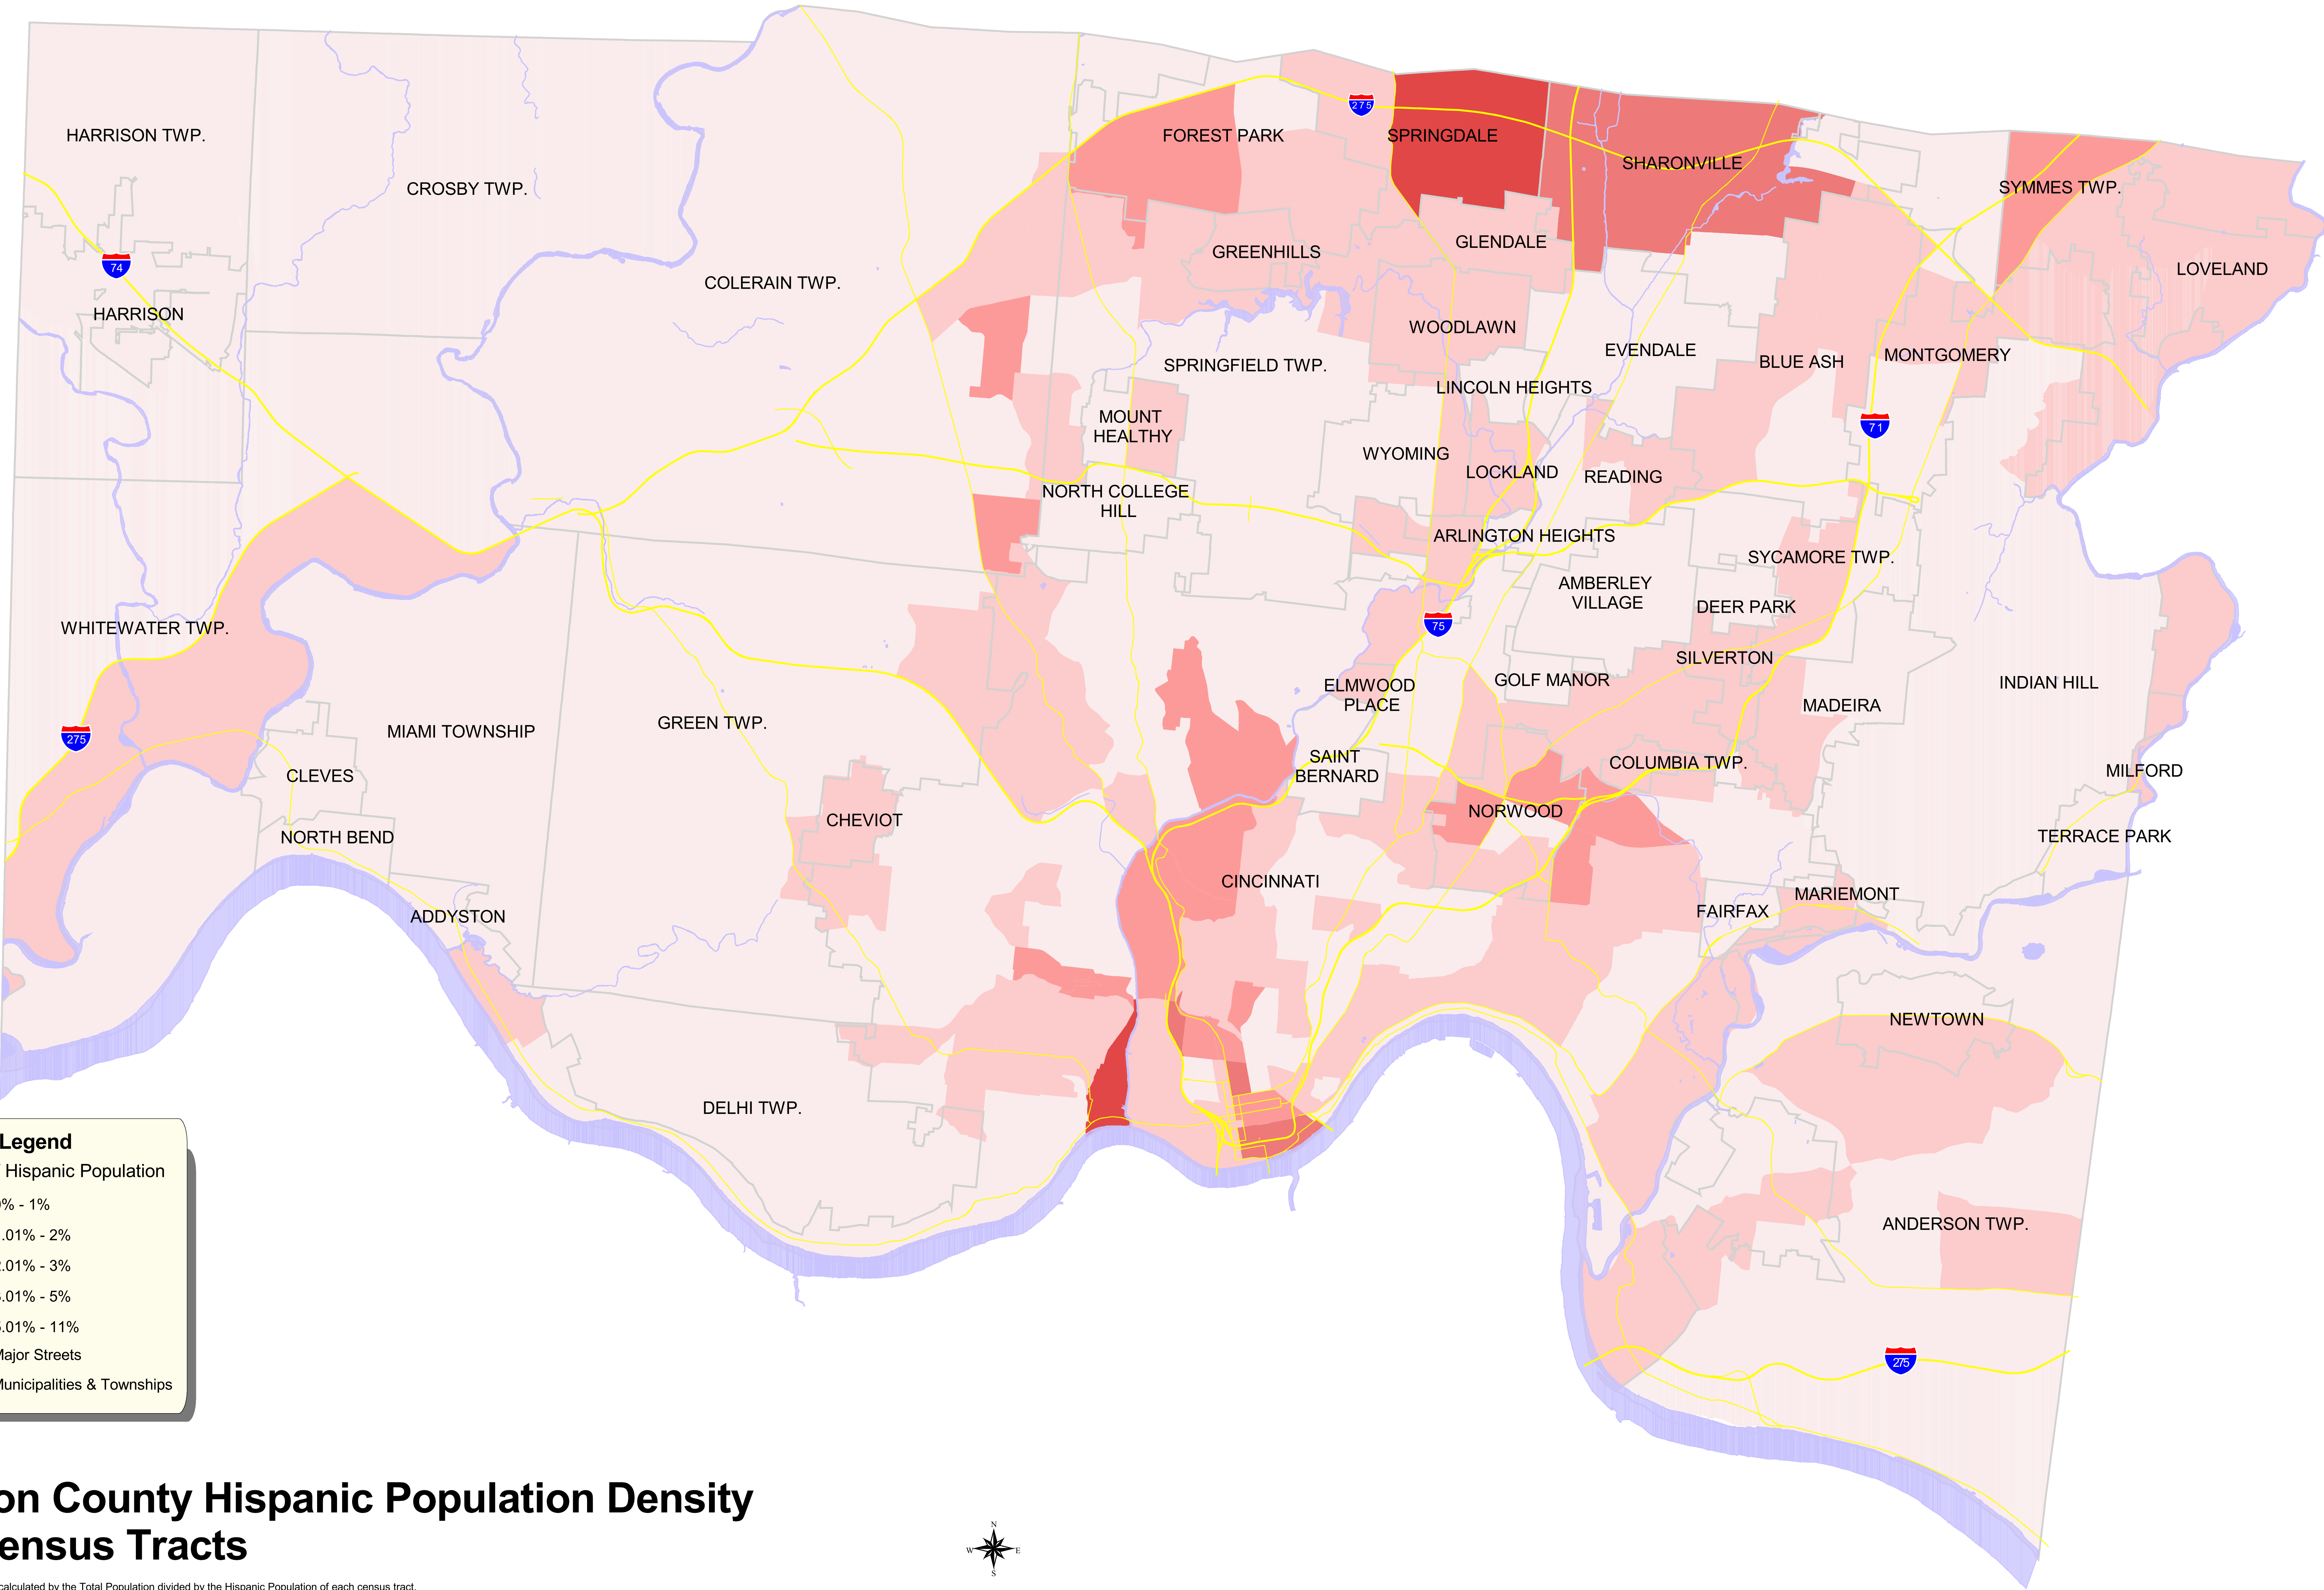 275
HARRISON TWP.
FOREST PARK
SPRINGDALE
SHARONVILLE
CROSBY TWP.
SYMMES TWP.
GLENDALE
GREENHILLS
74
LOVELAND
COLERAIN TWP.
HARRISON
WOODLAWN
EVENDALE
MONTGOMERY
BLUE ASH
SPRINGFIELD TWP.
LINCOLN HEIGHTS
MOUNT
HEALTHY
71
WYOMING
LOCKLAND
READING
NORTH COLLEGE
HILL
ARLINGTON HEIGHTS
SYCAMORE TWP.
AMBERLEY
VILLAGE
DEER PARK
75
WHITEWATER TWP.
SILVERTON
GOLF MANOR
INDIAN HILL
ELMWOOD
PLACE
MADEIRA
GREEN TWP.
MIAMI TOWNSHIP
275
SAINT
BERNARD
COLUMBIA TWP.
MILFORD
CLEVES
NORWOOD
CHEVIOT
NORTH BEND
TERRACE PARK
CINCINNATI
MARIEMONT
FAIRFAX
ADDYSTON
NEWTOWN
DELHI TWP.
ANDERSON TWP.
275
Legend
Hispanic Population
0% - 1%
.01% - 2%
2.01% - 3%
.01% - 5%
5.01% - 11%
Major Streets
Municipalities & Townships
on County Hispanic Population Density
ensus Tracts
calculated by the Total Population divided by the Hispanic Population of each census tract.
N
W E
S